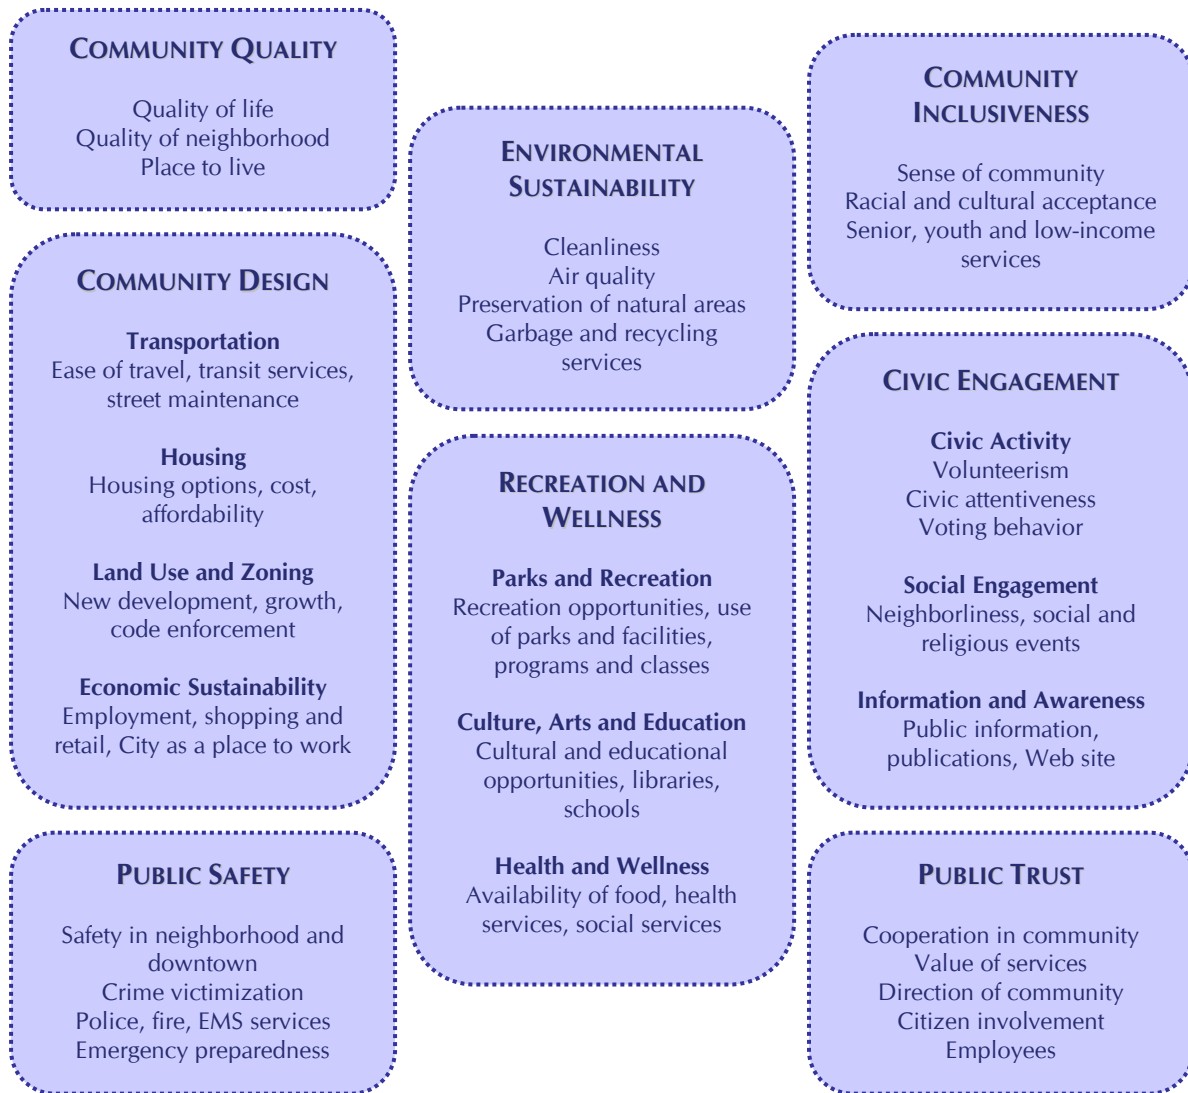 COMMUNITY QUALITY
Quality of life
Quality of neighborhood
Place to live
COMMUNITY DESIGN
Transportation
Ease of travel, transit services,
street maintenance
Housing
Housing options, cost,
affordability
Land Use and Zoning
New development, growth,
code enforcement
Economic Sustainability
Employment, shopping and
retail, City as a place to work
PUBLIC SAFETY
Safety in neighborhood and
downtown
Crime victimization
Police, fire, EMS services
Emergency preparedness
ENVIRONMENTAL
SUSTAINABILITY
Cleanliness
Air quality
Preservation of natural areas
Garbage and recycling
services
RECREATION AND
WELLNESS
Parks and Recreation
Recreation opportunities, use
of parks and facilities,
programs and classes
Culture, Arts and Education
Cultural and educational
opportunities, libraries,
schools
Health and Wellness
Availability of food, health
services, social services
COMMUNITY
INCLUSIVENESS
Sense of community
Racial and cultural acceptance
Senior, youth and low-income
services
CIVIC ENGAGEMENT
Civic Activity
Volunteerism
Civic attentiveness
Voting behavior
Social Engagement
Neighborliness, social and
religious events
Information and Awareness
Public information,
publications, Web site
PUBLIC TRUST
Cooperation in community
Value of services
Direction of community
Citizen involvement
Employees